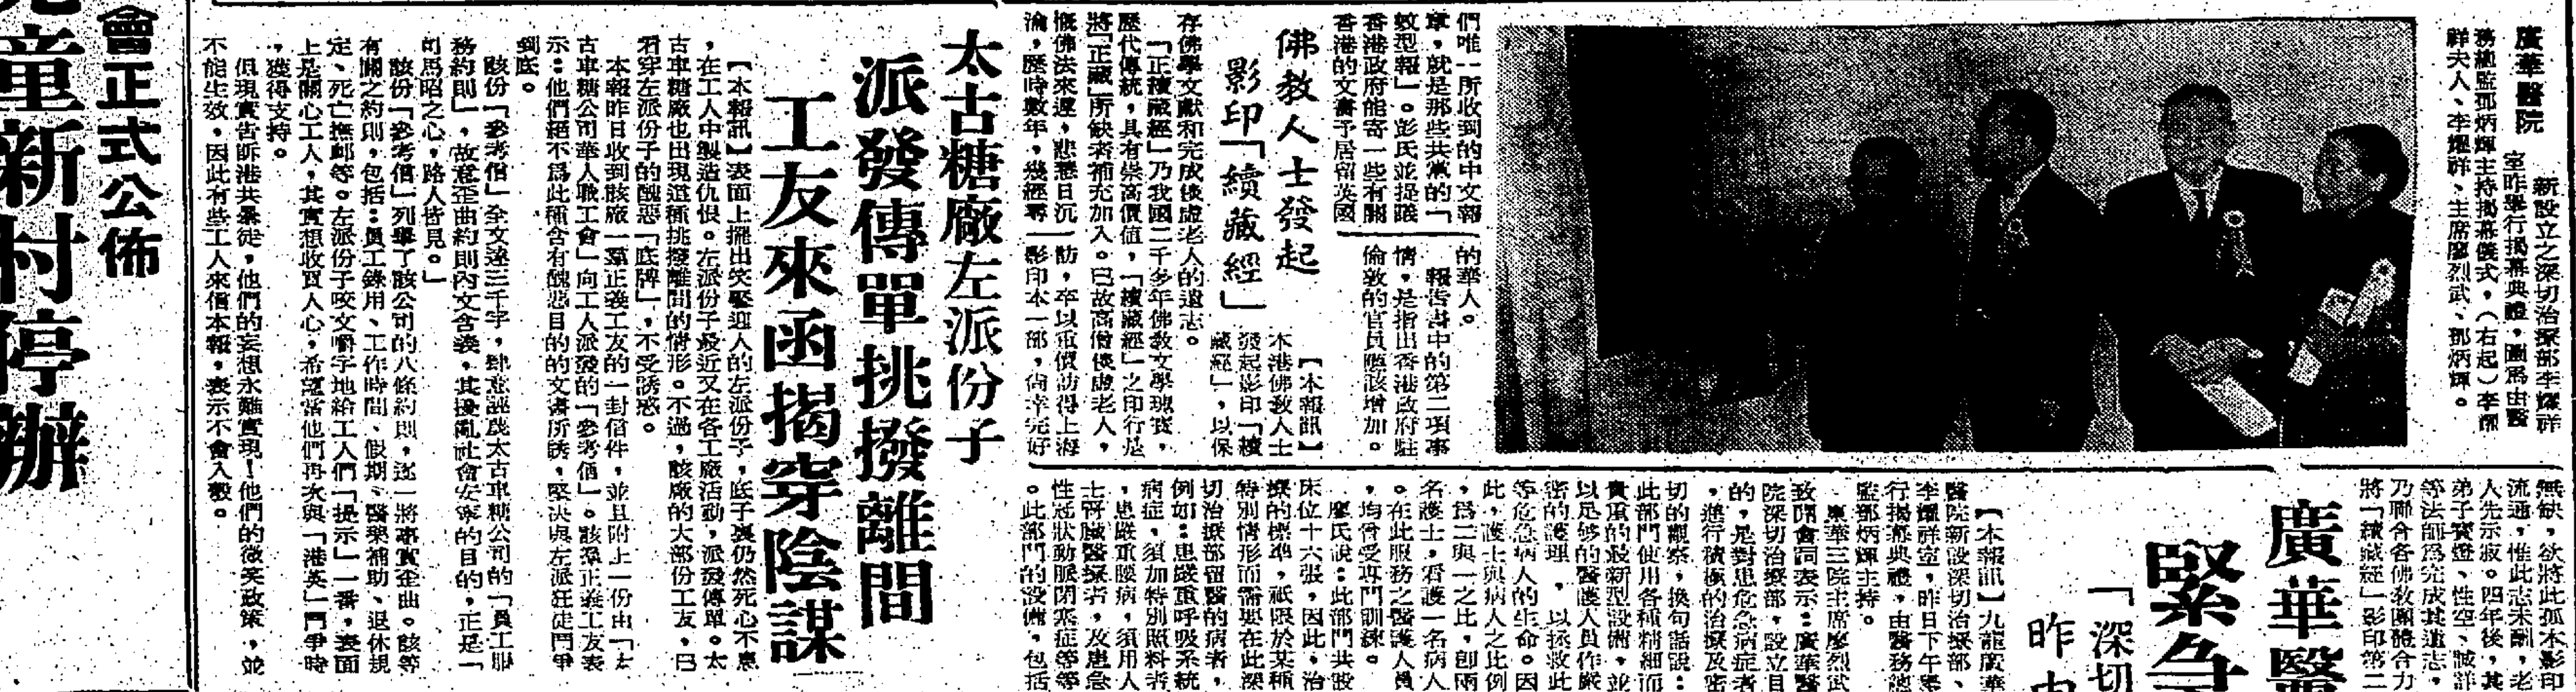 廣華醫院
新設立之深切治療部李耀祥
室昨舉行揭幕典禮，圖爲由醫
務總監鄧炳輝主持揭幕儀式，（右起）李耀
祥夫人、李耀祥、主席廖烈武、鄧炳輝。
們唯一所收到的中文報
章，就是那些共黨的「
敎型報」。彭氏並提議
香港政府能寄一些有關
香港的文書予居留英國
的華人。
報告書中的第二項事
情，是指出香港政府駐
倫敦的官員應該增加。
佛教人士發起
影印「續藏經」
【本報訊】
本港佛敎人士
發起影印「續
藏經」，以保
存佛學文獻和完成倓虛老人的遺志。
「正續藏經」乃我國二千多年佛敎文學瑰寶，
歷代傳統，具有崇高價值，「續藏經」之印行是
將「正藏」所缺者補充加入。已故高僧倓虛老人，
慨佛法衰遲，悲慧日沉
淪，歷時數年，幾經尋
訪，卒以重價訪得上海
影印本一部，尙幸完好
無缺，欲將此孤本影印
流通，惟此志未酬，老
人先示寂。四年後，其
弟子寶燈、性空、誠祥
等法師爲完成其遺志，
乃聯合各佛敎團體合力
將「續藏經」影印第二
廣華醫
緊急
「深切
昨由
【本報訊】九龍廣華
醫院新設深切治療部、
李耀祥室，昨日下午舉
行揭幕典禮，由醫務總
監鄧炳輝主持。
東華三院主席廖烈武
致開會詞表示：廣華醫
院深切治療部，設立目
的，是對患危急病症者
，進行積極的治療及密
切的觀察，換句話說：
此部門使用各種精細而
貴重的最新型設備，並
以足够的醫護人員作嚴
密的護理，以拯救此
等危急病人的生命。因
此，護士與病人之比例
，爲二與一之比，即兩
名護士，看護一名病人
。在此服務之醫護人員
，均曾受專門訓練。
廖氏說：此部門共設
床位十六張，因此，治
療的標準，祇限於某種
特別情形而需要在此深
切治療部留醫的病者，
例如：患嚴重呼吸系統
病症，須加特別照料者
，患嚴重腰病，須用人
士腎臟醫療者，及患急
性冠狀動脈閉塞症等等
。此部門的設備，包括
太古糖廠左派份子
派發傳單挑撥離間
工友來函揭穿陰謀
【本報訊】表面上擺出笑臉迎人的左派份子，底子裏仍然死心不息
，在工人中製造仇恨。左派份子最近又在各工廠活動，派發傳單。太
古車糖廠也出現這種挑撥離間的情形。不過，該廠的大部份工友，已
看穿左派份子的醜惡「底牌」，不受誘惑。
本報昨日收到該廠一羣正義工友的一封信件，並且附上一份由「太
古車糖公司華人職工會」向工人派發的「參考信」。該羣正義工友表
示：他們絕不爲此種含有醜惡目的的文書所誘，堅決與左派狂徒鬥爭
到底。
該份「參考信」全文達三千字，肆意誣蔑太古車糖公司的「員工服
務約則」，故意歪曲約則內文含義，其擾亂社會安寧的目的，正是「
司馬昭之心，路人皆見。」
該份「參考信」列舉了該公司的八條約則，逐一將事實歪曲。該等
有關之約則，包括：員工錄用、工作時間、假期、醫藥補助、退休規
定、死亡撫卹等。左派份子咬文嚼字地給工人們「提示」一番，表面
上是關心工人，其實想收買人心，希望當他們再次與「港英」鬥爭時
，獲得支持。
但現實告訴港共暴徒，他們的妄想永難實現！他們的微笑政策，並
不能生效，因此有些工人來信本報，表示不會入彀。
會正式公佈
兒童新村停辦